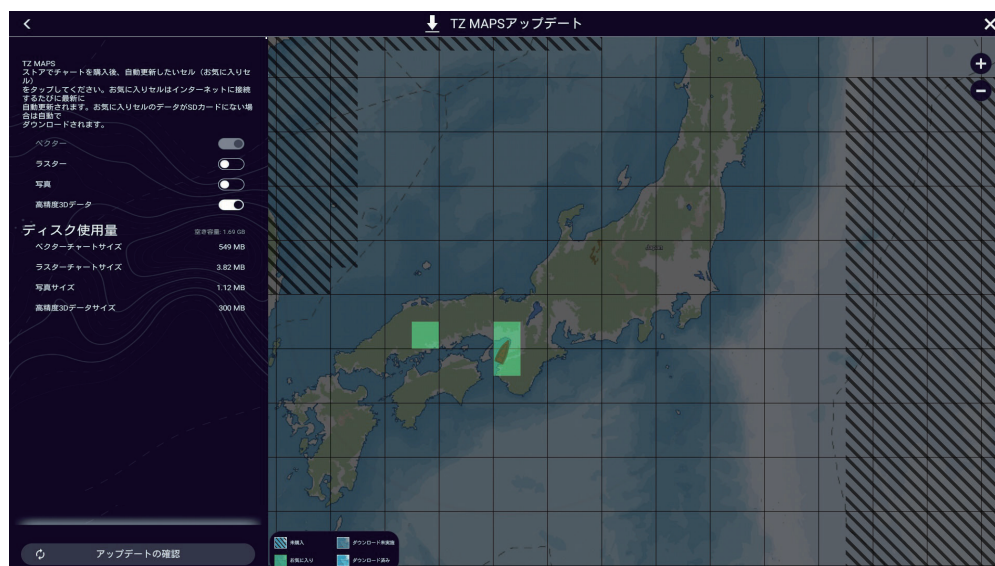 TZ MAPSアップデート
TZ MAPS
ストアでチャートを購入後、自動更新したいセル（お気に入りセ
ル）
をタップしてください。お気に入りセルはインターネットに接続
するたびに最新に
自動更新されます。お気に入りセルのデータがSDカードにない場
合は自動で
ダウンロードされます。
ベクター
ラスター
写真
高精度3Dデータ
ディスク使用量 空き容量: 1.69 GB
ベクターチャートサイズ 549 MB
ラスターチャートサイズ 3.82 MB
写真サイズ 1.12 MB
高精度3Dデータサイズ 300 MB
アップデートの確認
未購入 ダウンロード未実施
お気に入り ダウンロード済み